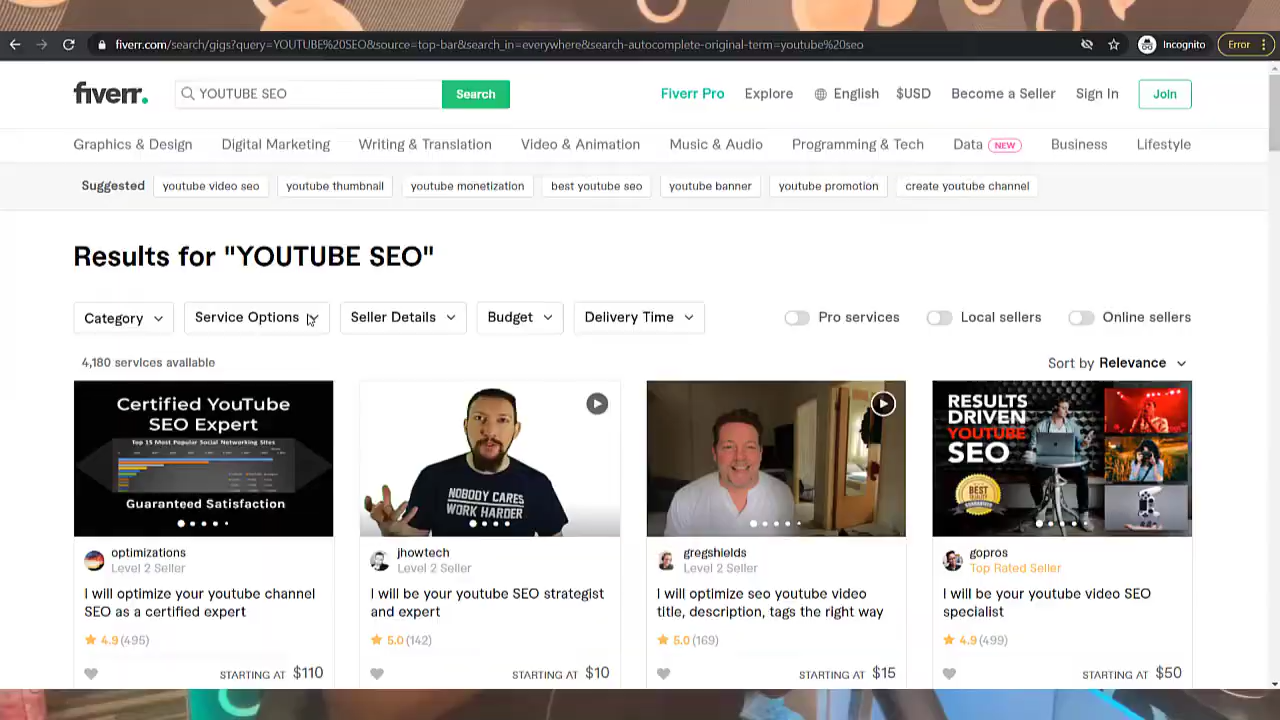 fiverr.com/search/gigs?query=YOUTUBE%20SEO&source=top-bar&search_in=everywhere&search-autocomplete-original-term=youtube%20seo
Incognito
Error
fiverr.
YOUTUBE SEO
Search
Fiverr Pro
Explore
English
$USD
Become a Seller
Sign In
Join
Graphics & Design
Digital Marketing
Writing & Translation
Video & Animation
Music & Audio
Programming & Tech
Data NEW
Business
Lifestyle
Suggested
youtube video seo
youtube thumbnail
youtube monetization
best youtube seo
youtube banner
youtube promotion
create youtube channel
Results for "YOUTUBE SEO"
Category
Service Options
Seller Details
Budget
Delivery Time
Pro services
Local sellers
Online sellers
4,180 services available
Sort by Relevance
Certified YouTube
SEO Expert
Top 15 Most Popular Social Networking Sites
Guaranteed Satisfaction
optimizations
Level 2 Seller
I will optimize your youtube channel
SEO as a certified expert
4.9 (495)
STARTING AT $110
NOBODY CARES
WORK HARDER
jhowtech
Level 2 Seller
I will be your youtube SEO strategist
and expert
5.0 (142)
STARTING AT $10
gregshields
Level 2 Seller
I will optimize seo youtube video
title, description, tags the right way
5.0 (169)
STARTING AT $15
RESULTS
DRIVEN
YOUTUBE
SEO
BEST
gopros
Top Rated Seller
I will be your youtube video SEO
specialist
4.9 (499)
STARTING AT $50